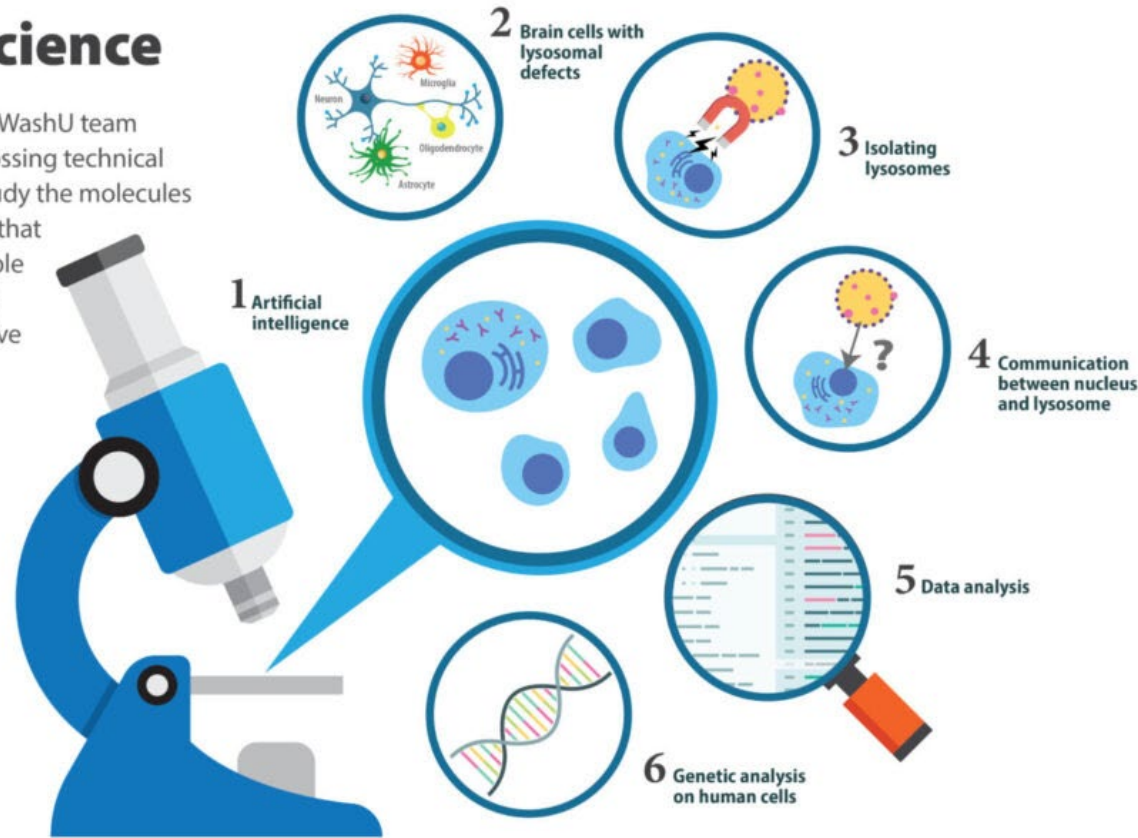 cience
WashU team
ossing technical
udy the molecules
that
ole
ve
1 Artificial
intelligence
2 Brain cells with
lysosomal
defects
Microglia
Neuron
Oligodendrocyte
Astrocyte
3 Isolating
lysosomes
?
4 Communication
between nucleus
and lysosome
5 Data analysis
6 Genetic analysis
on human cells